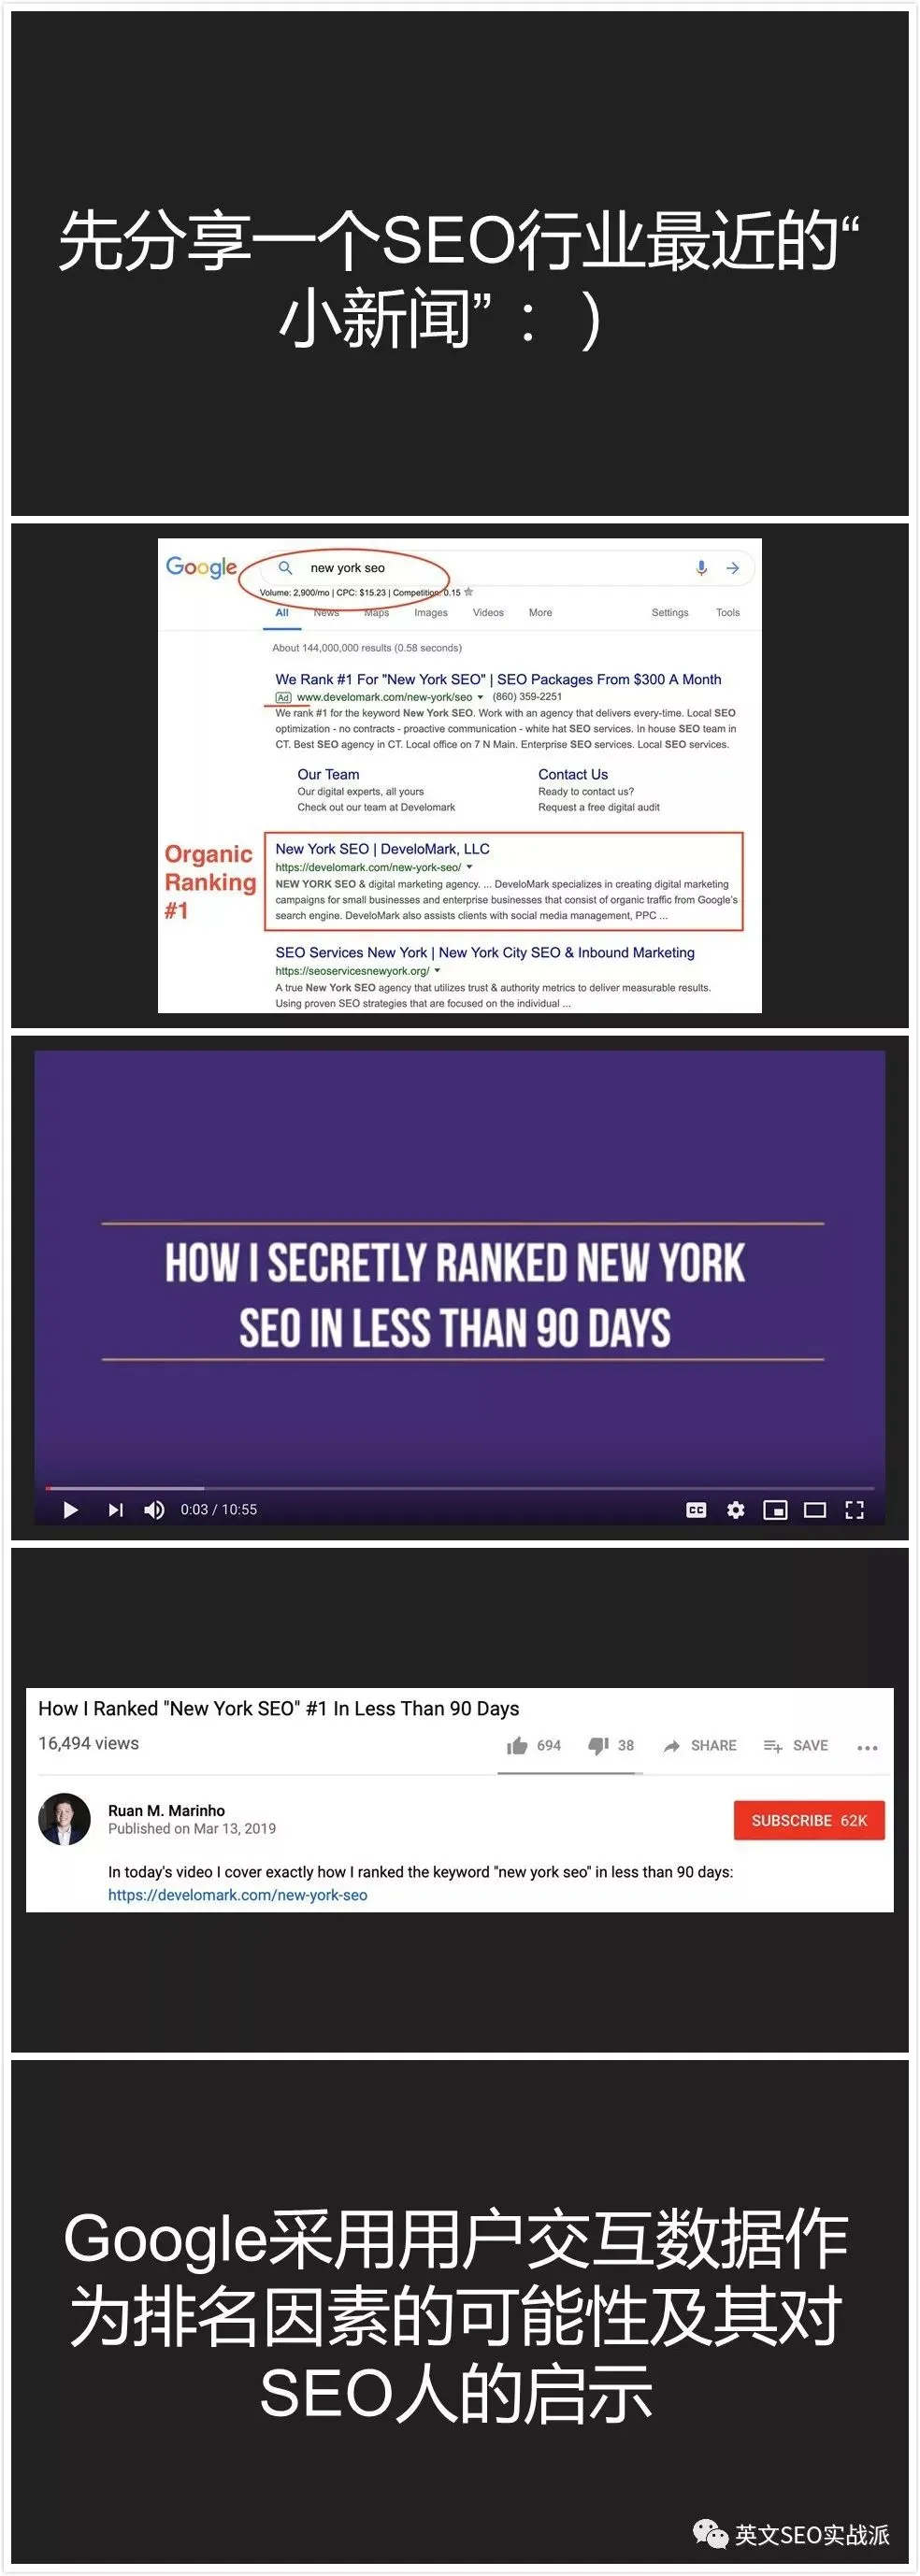 先分享一个SEO行业最近的“
小新闻” ：)
Google
new york seo
Volume: 2,900/mo | CPC: $15.23 | Competition: 0.15
All News Maps Images Videos More Settings Tools
About 144,000,000 results (0.58 seconds)
We Rank #1 For "New York SEO" | SEO Packages From $300 A Month
Ad www.develomark.com/new-york/seo (860) 359-2251
We rank #1 for the keyword New York SEO. Work with an agency that delivers every-time. Local SEO
optimization - no contracts - proactive communication - white hat SEO services. In house SEO team in
CT. Best SEO agency in CT. Local office on 7 N Main. Enterprise SEO services. Local SEO services.
Our Team
Our digital experts, all yours
Check out our team at Develomark
Contact Us
Ready to contact us?
Request a free digital audit
Organic
Ranking
#1
New York SEO | DeveloMark, LLC
https://develomark.com/new-york-seo/
NEW YORK SEO & digital marketing agency. ... DeveloMark specializes in creating digital marketing
campaigns for small businesses and enterprise businesses that consist of organic traffic from Google's
search engine. DeveloMark also assists clients with social media management, PPC ...
SEO Services New York | New York City SEO & Inbound Marketing
https://seoservicesnewyork.org/
A true New York SEO agency that utilizes trust & authority metrics to deliver measurable results.
Using proven SEO strategies that are focused on the individual ...
HOW I SECRETLY RANKED NEW YORK
SEO IN LESS THAN 90 DAYS
0:03 / 10:55
CC
How I Ranked "New York SEO" #1 In Less Than 90 Days
16,494 views
694 38 SHARE SAVE
Ruan M. Marinho
Published on Mar 13, 2019
SUBSCRIBE 62K
In today's video I cover exactly how I ranked the keyword "new york seo" in less than 90 days:
https://develomark.com/new-york-seo
Google采用用户交互数据作
为排名因素的可能性及其对
SEO人的启示
英文SEO实战派